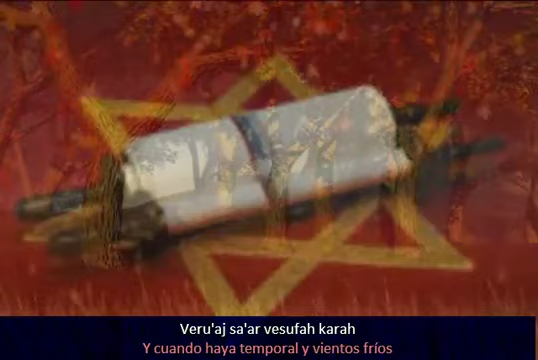 Veru'aj sa'ar vesufah karah
Y cuando haya temporal y vientos fríos